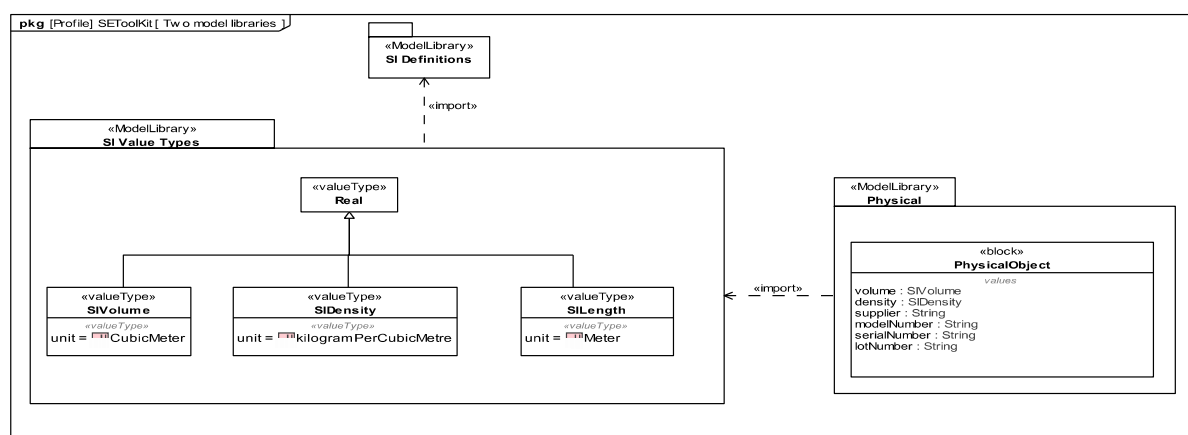 pkg [Profile] SEToolKit [ Two model libraries ]
«ModelLibrary»
SI Definitions
«import»
«ModelLibrary»
SI Value Types
«valueType»
Real
«valueType»
SIVolume
«valueType»
unit = CubicMeter
«valueType»
SIDensity
«valueType»
unit = kilogramPerCubicMetre
«valueType»
SILength
«valueType»
unit = Meter
«import»
«ModelLibrary»
Physical
«block»
PhysicalObject
values
volume : SIVolume
density : SIDensity
supplier : String
modelNumber : String
serialNumber : String
lotNumber : String